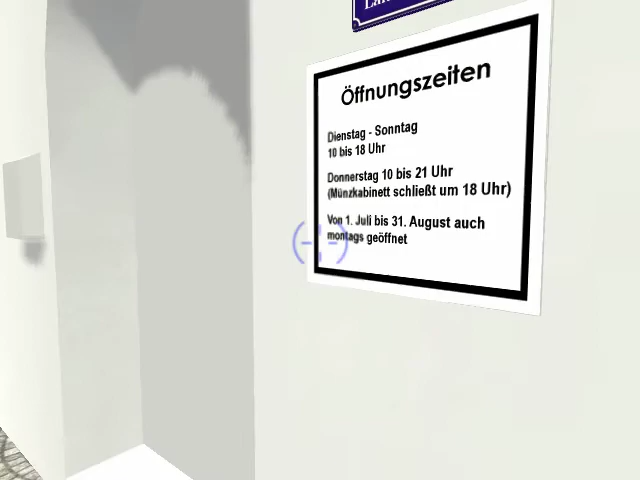 Öffnungszeiten
Dienstag - Sonntag
10 bis 18 Uhr
Donnerstag 10 bis 21 Uhr
(Münzkabinett schließt um 18 Uhr)
Von 1. Juli bis 31. August auch
montags geöffnet